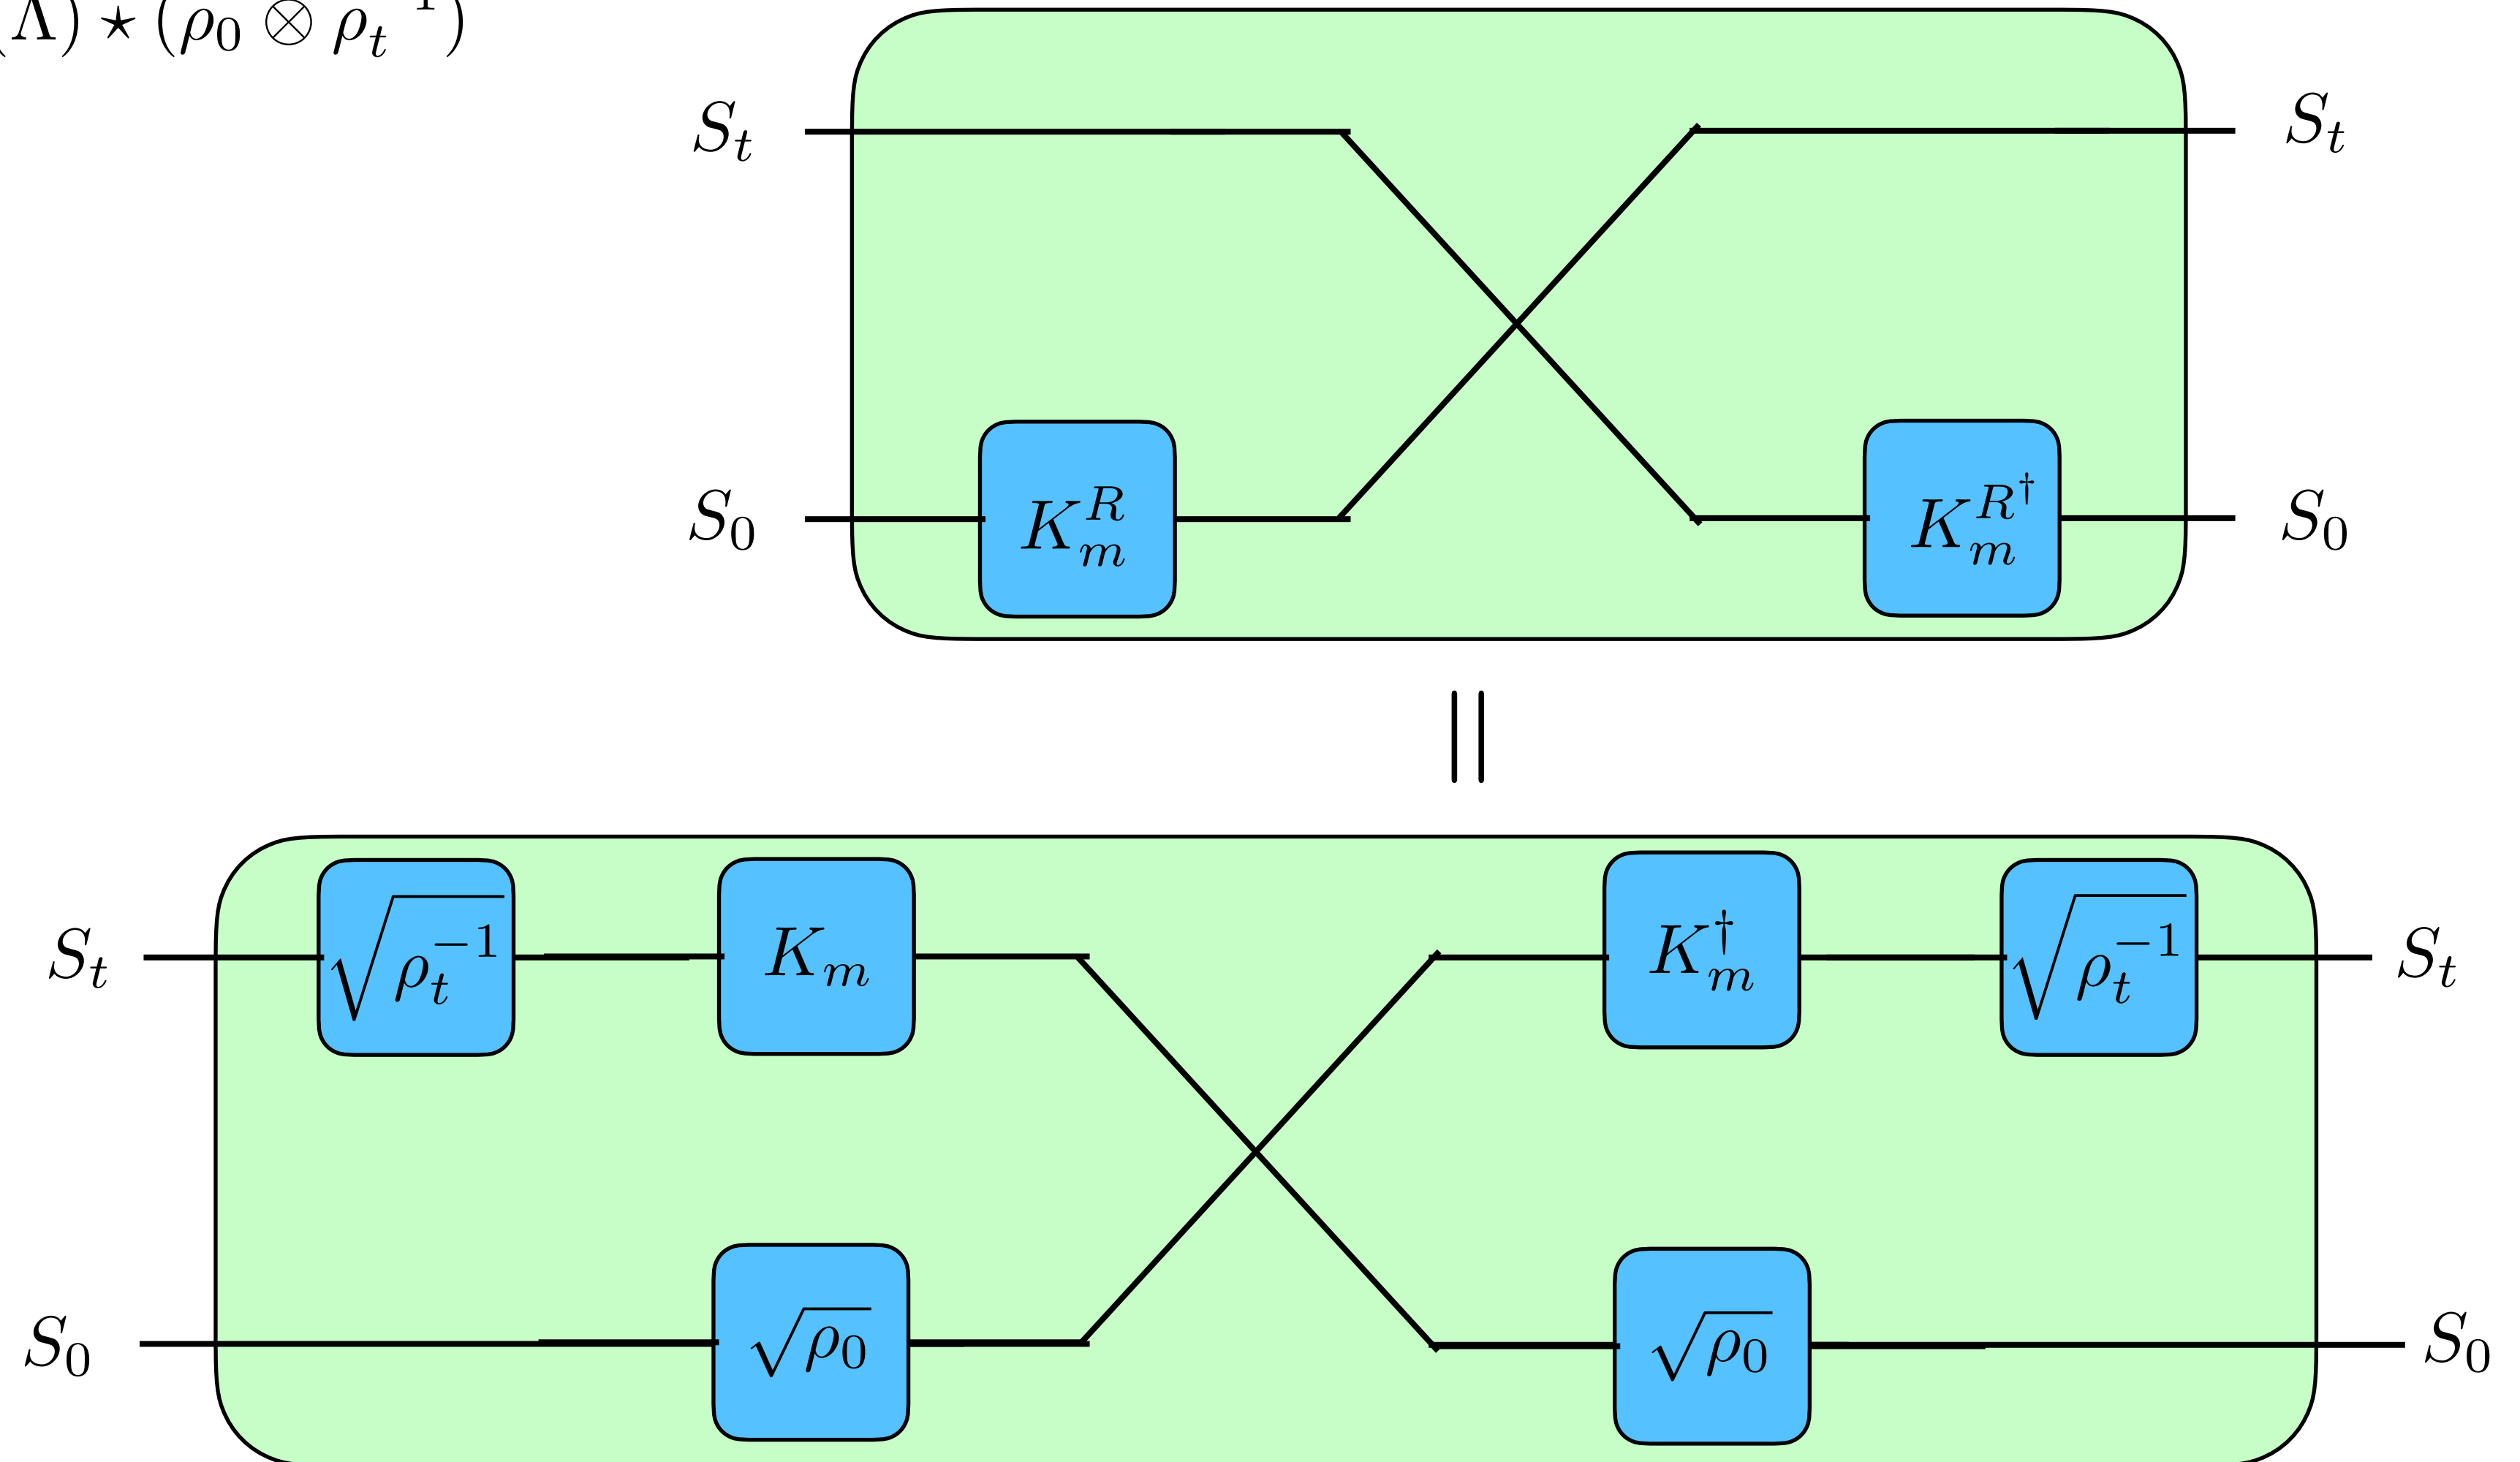 (Λ) ⋆ (ρ₀ ⊗ ρₜ⁻¹)
Sₜ Sₜ
S₀ Kₘᴿ Kₘᴿ† S₀
||
Sₜ √ρₜ⁻¹ Kₘ Kₘ† √ρₜ⁻¹ Sₜ
S₀ √ρ₀ √ρ₀ S₀